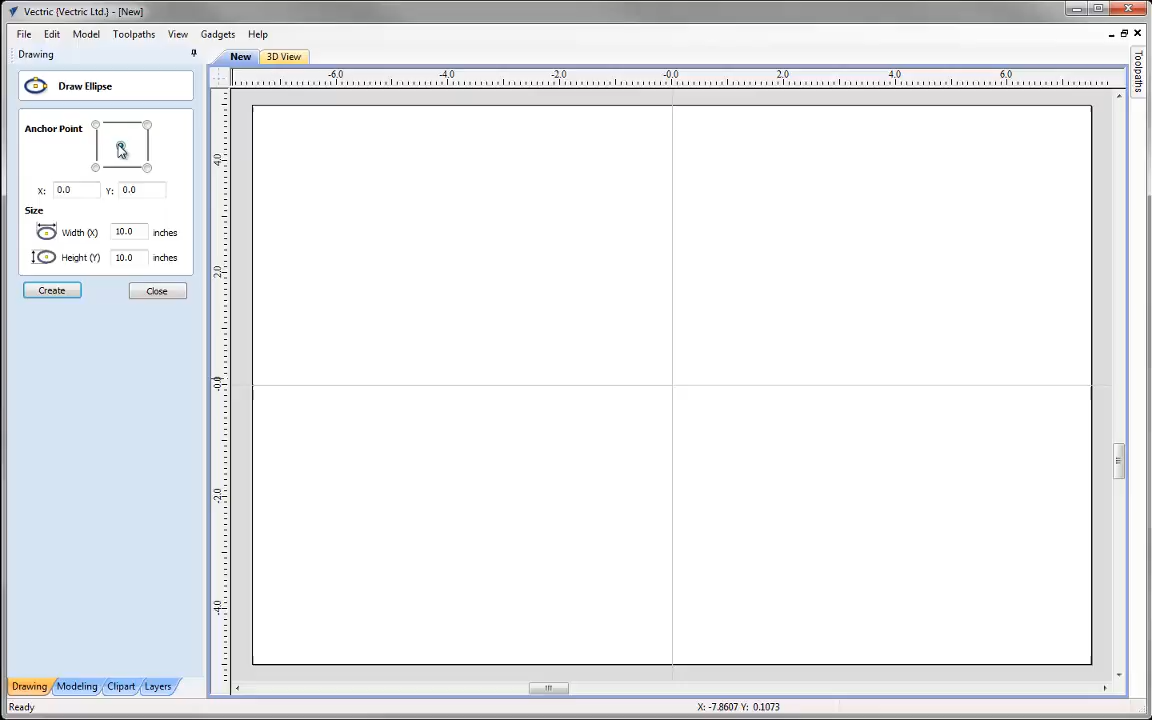 Vectric {Vectric Ltd.} - [New]
File Edit Model Toolpaths View Gadgets Help
Drawing
New 3D View
Toolpaths
-6.0 -4.0 -2.0 -0.0 2.0 4.0 6.0
Draw Ellipse
Anchor Point
4.0
X: 0.0 Y: 0.0
Size
Width (X) 10.0 inches
Height (Y) 10.0 inches
2.0
Create Close
-0.0
-2.0
-4.0
Drawing Modeling Clipart Layers
Ready X: -7.8607 Y: 0.1073